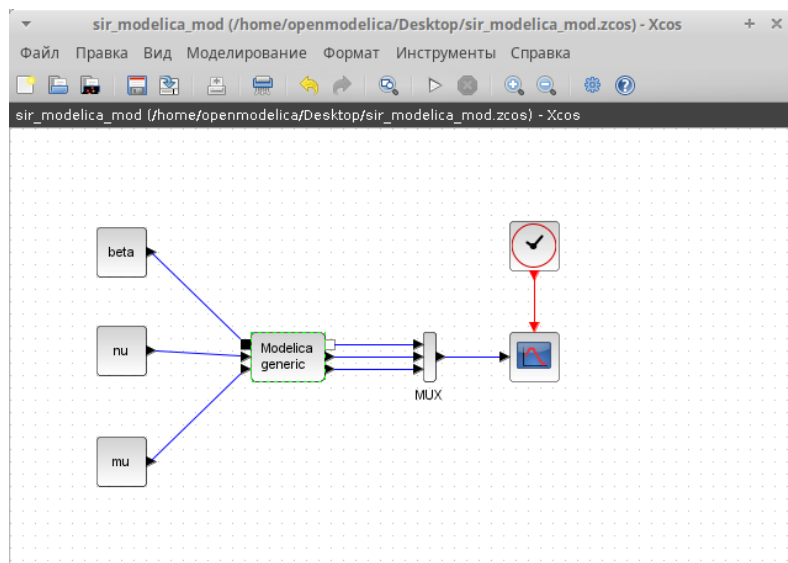 sir_modelica_mod (/home/openmodelica/Desktop/sir_modelica_mod.zcos) - Xcos
Файл Правка Вид Моделирование Формат Инструменты Справка
sir_modelica_mod (/home/openmodelica/Desktop/sir_modelica_mod.zcos) - Xcos
beta
nu
Modelica
generic
MUX
mu